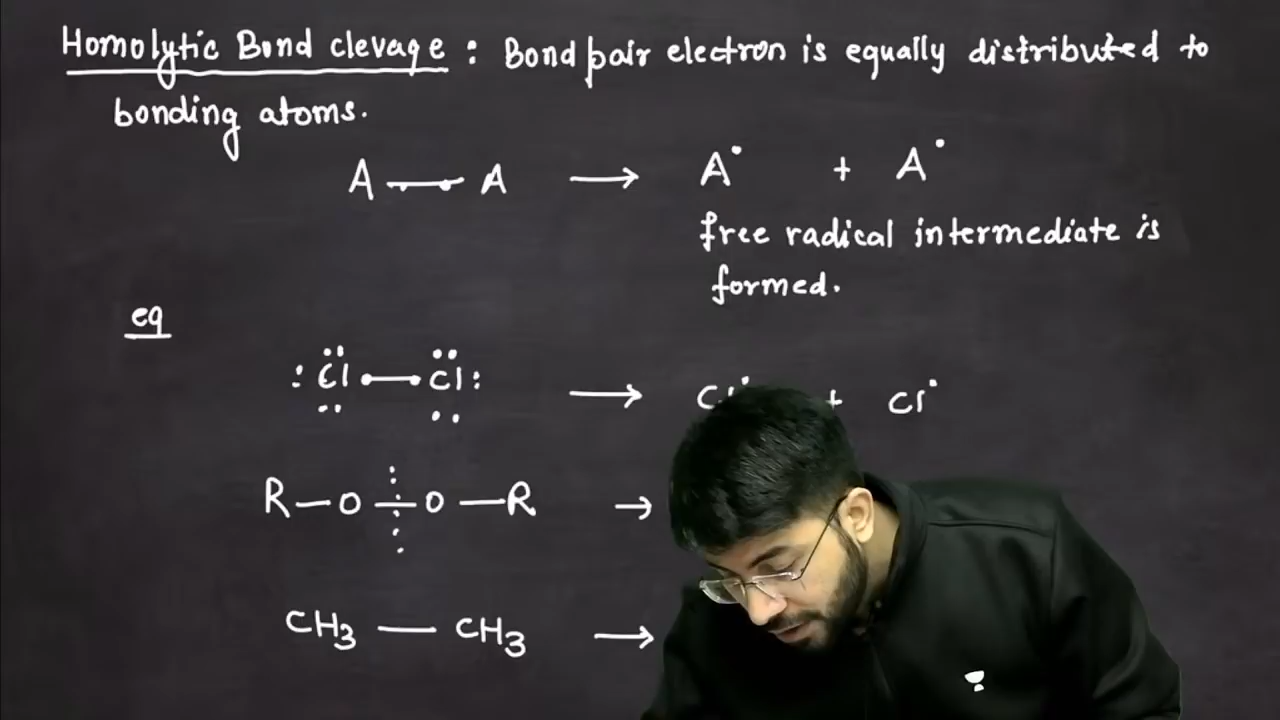 Homolytic Bond clevage : Bond pair electron is equally distributed to
bonding atoms.
A — A → A• + A•
free radical intermediate is
formed.
eg
:Cl — Cl: → Cl• + Cl•
R — O — O — R →
CH3 — CH3 →